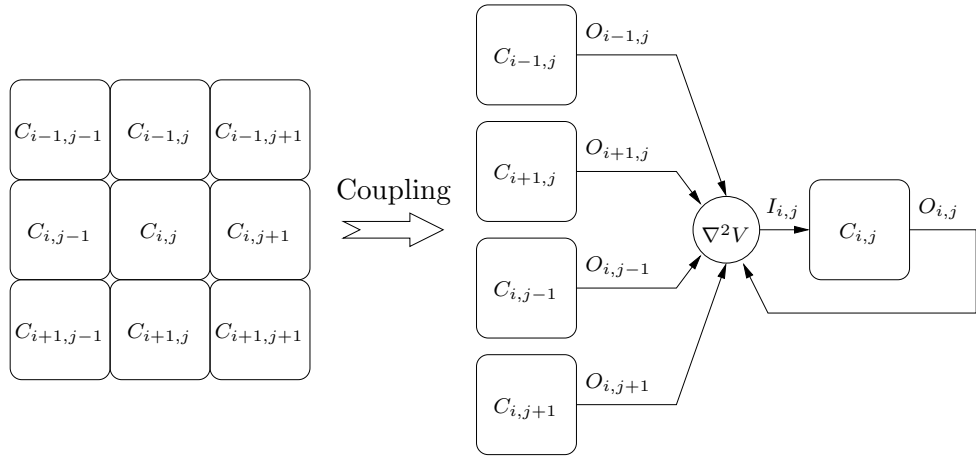 C_{i-1,j-1} C_{i-1,j} C_{i-1,j+1}
C_{i,j-1} C_{i,j} C_{i,j+1}
C_{i+1,j-1} C_{i+1,j} C_{i+1,j+1}
Coupling
C_{i-1,j} O_{i-1,j}
C_{i+1,j} O_{i+1,j}
C_{i,j-1} O_{i,j-1}
C_{i,j+1} O_{i,j+1}
∇²V I_{i,j} C_{i,j} O_{i,j}